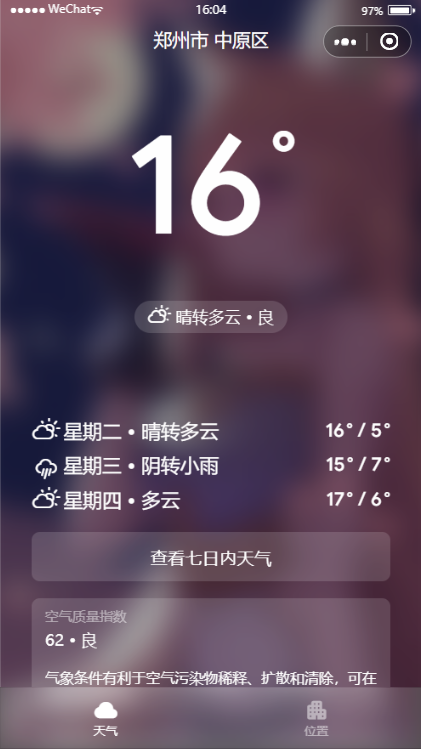 ●●●●● WeChat 16:04 97%
郑州市 中原区
16°
晴转多云 • 良
星期二 • 晴转多云 16° / 5°
星期三 • 阴转小雨 15° / 7°
星期四 • 多云 17° / 6°
查看七日内天气
空气质量指数
62 • 良
气象条件有利于空气污染物稀释、扩散和清除，可在
天气 位置